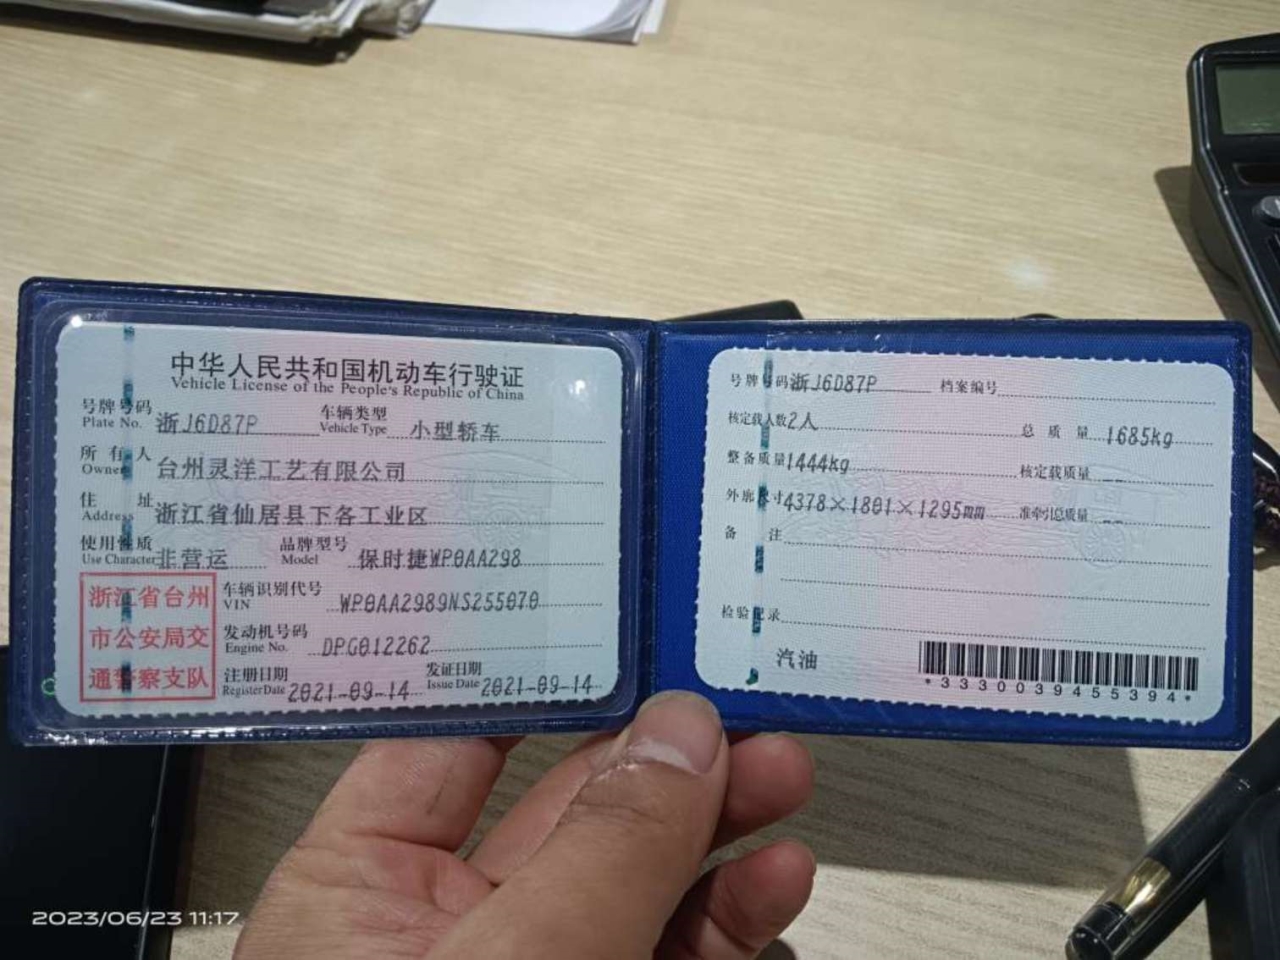 中华人民共和国机动车行驶证
Vehicle License of the People's Republic of China
号牌号码 浙J6D87P 车辆类型 小型轿车
Plate No. Vehicle Type
所有人 台州灵洋工艺有限公司
Owner
住址 浙江省仙居县下各工业区
Address
使用性质 非营运 品牌型号 保时捷WP0AA298
Use Character Model
浙江省台州
市公安局交
通警察支队
车辆识别代号 WP0AA2989NS255070
VIN
发动机号码 DPG012262
Engine No.
注册日期 2021-09-14 发证日期 2021-09-14
Register Date Issue Date
号牌号码 浙J6D87P 档案编号
核定载人数 2人 总质量 1685kg
整备质量 1444kg 核定载质量 --
外廓尺寸 4378×1801×1295mm 准牵引总质量 --
备注
检验记录
汽油
*3330039455394*
2023/06/23 11:17